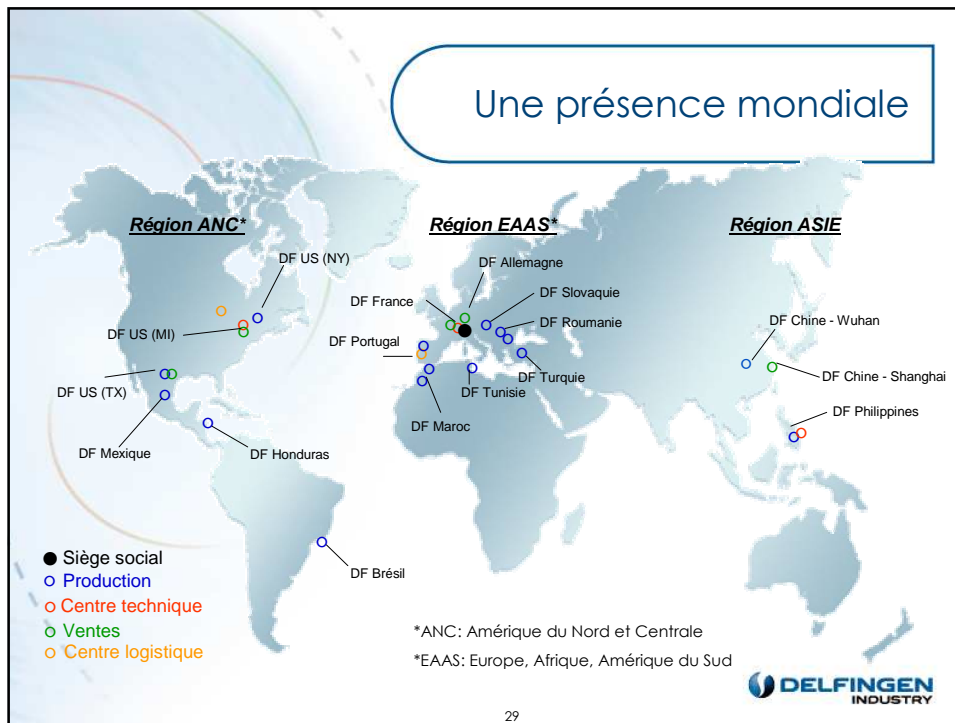 Une présence mondiale
Région ANC*
Région EAAS*
Région ASIE
DF US (NY)
DF Allemagne
DF France
DF Slovaquie
DF Roumanie
DF US (MI)
DF Portugal
DF Chine - Wuhan
DF Chine - Shanghai
DF US (TX)
DF Tunisie
DF Turquie
DF Maroc
DF Philippines
DF Mexique
DF Honduras
DF Brésil
Siège social
Production
Centre technique
Ventes
Centre logistique
*ANC: Amérique du Nord et Centrale
*EAAS: Europe, Afrique, Amérique du Sud
DELFINGEN
INDUSTRY
29